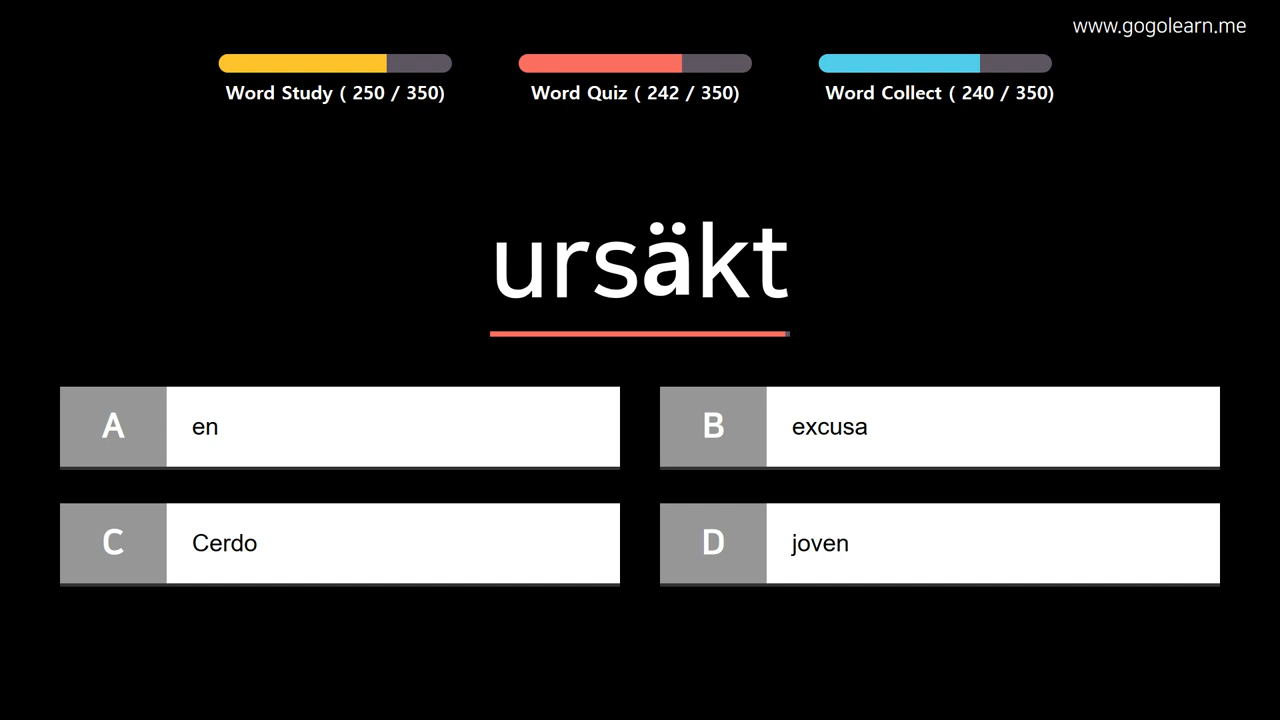 www.gogolearn.me
Word Study ( 250 / 350)
Word Quiz ( 242 / 350)
Word Collect ( 240 / 350)
ursäkt
A
en
B
excusa
C
Cerdo
D
joven